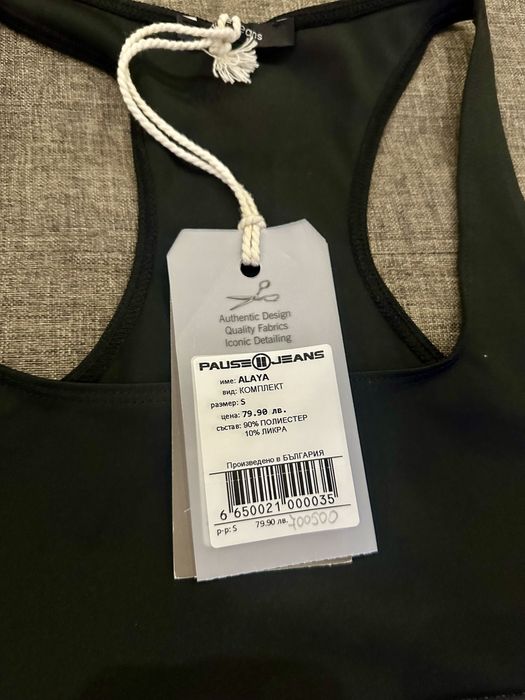 eans
Authentic Design
Quality Fabrics
Iconic Detailing
PAUSE JEANS
име: ALAYA
вид: КОМПЛЕКТ
размер: S
цена: 79.90 лв.
състав: 90% ПОЛИЕСТЕР
10% ЛИКРА
Произведено в БЪЛГАРИЯ
6 650021 000035
р-р: S 79.90 лв.